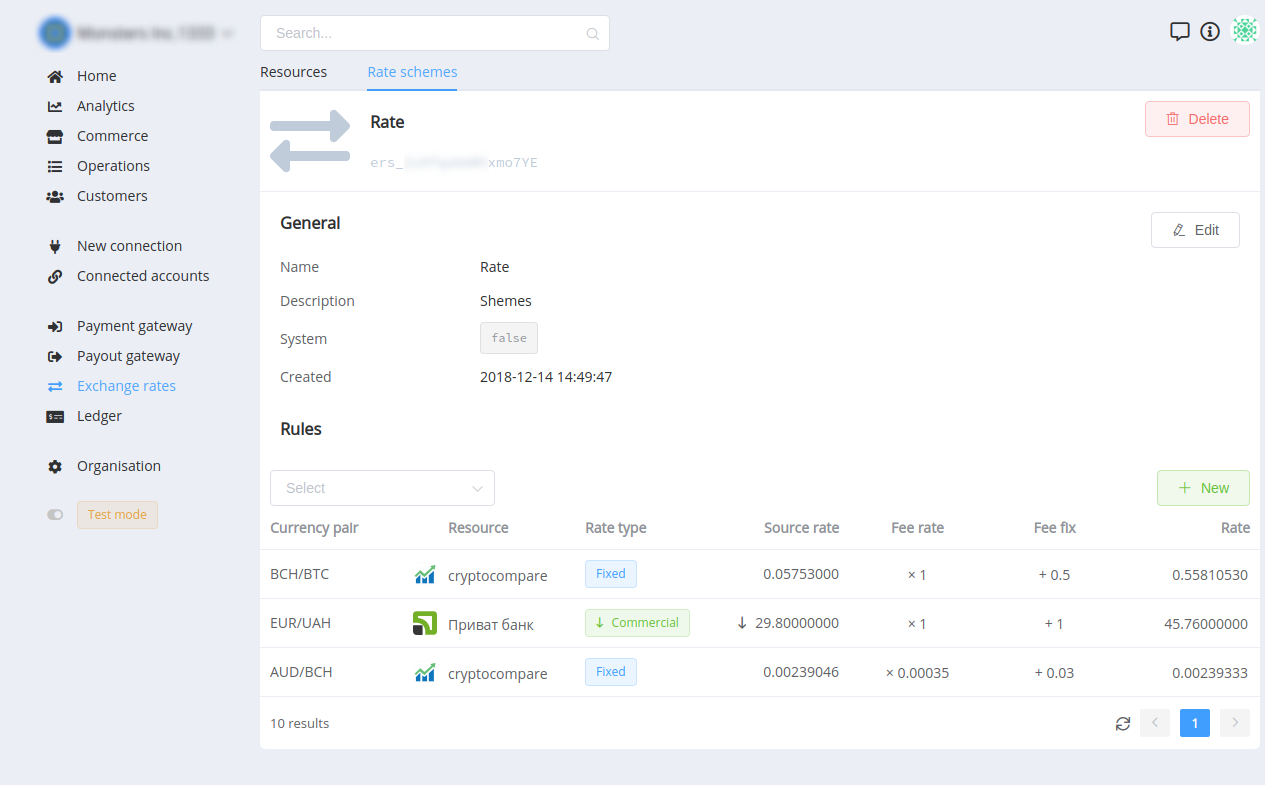 Search...
Home
Analytics
Commerce
Operations
Customers
New connection
Connected accounts
Payment gateway
Payout gateway
Exchange rates
Ledger
Organisation
Test mode
Resources Rate schemes
Rate
Delete
ers_ xmo7YE
General
Edit
Name Rate
Description Shemes
System false
Created 2018-12-14 14:49:47
Rules
Select
+ New
Currency pair Resource Rate type Source rate Fee rate Fee fix Rate
BCH/BTC cryptocompare Fixed 0.05753000 × 1 + 0.5 0.55810530
EUR/UAH Приват банк ↓ Commercial ↓ 29.80000000 × 1 + 1 45.76000000
AUD/BCH cryptocompare Fixed 0.00239046 × 0.00035 + 0.03 0.00239333
10 results
< 1 >